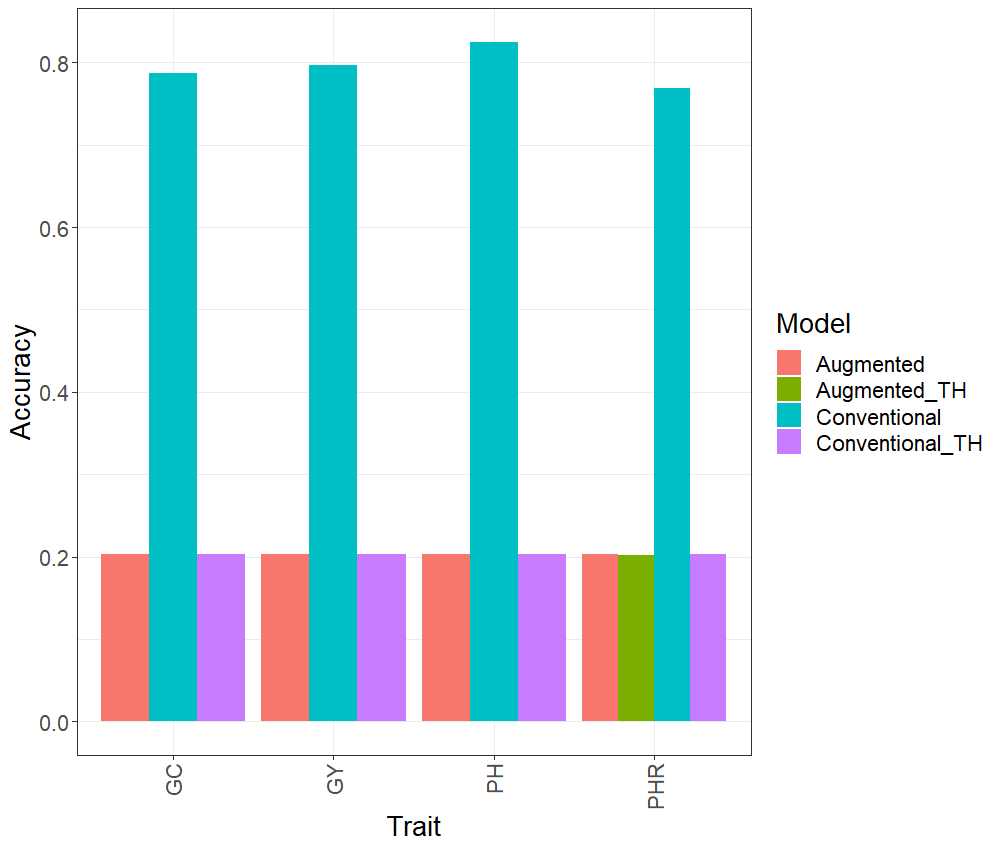 0.8
0.6
0.4
0.2
0.0
Accuracy
GC
GY
PH
PHR
Trait
Model
Augmented
Augmented_TH
Conventional
Conventional_TH